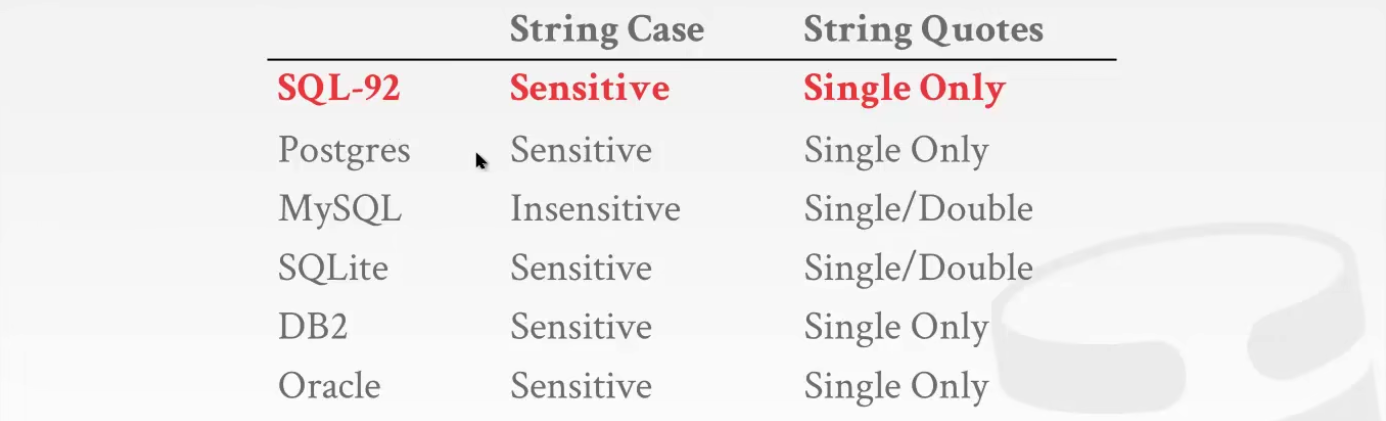 String Case String Quotes
SQL-92 Sensitive Single Only
Postgres Sensitive Single Only
MySQL Insensitive Single/Double
SQLite Sensitive Single/Double
DB2 Sensitive Single Only
Oracle Sensitive Single Only